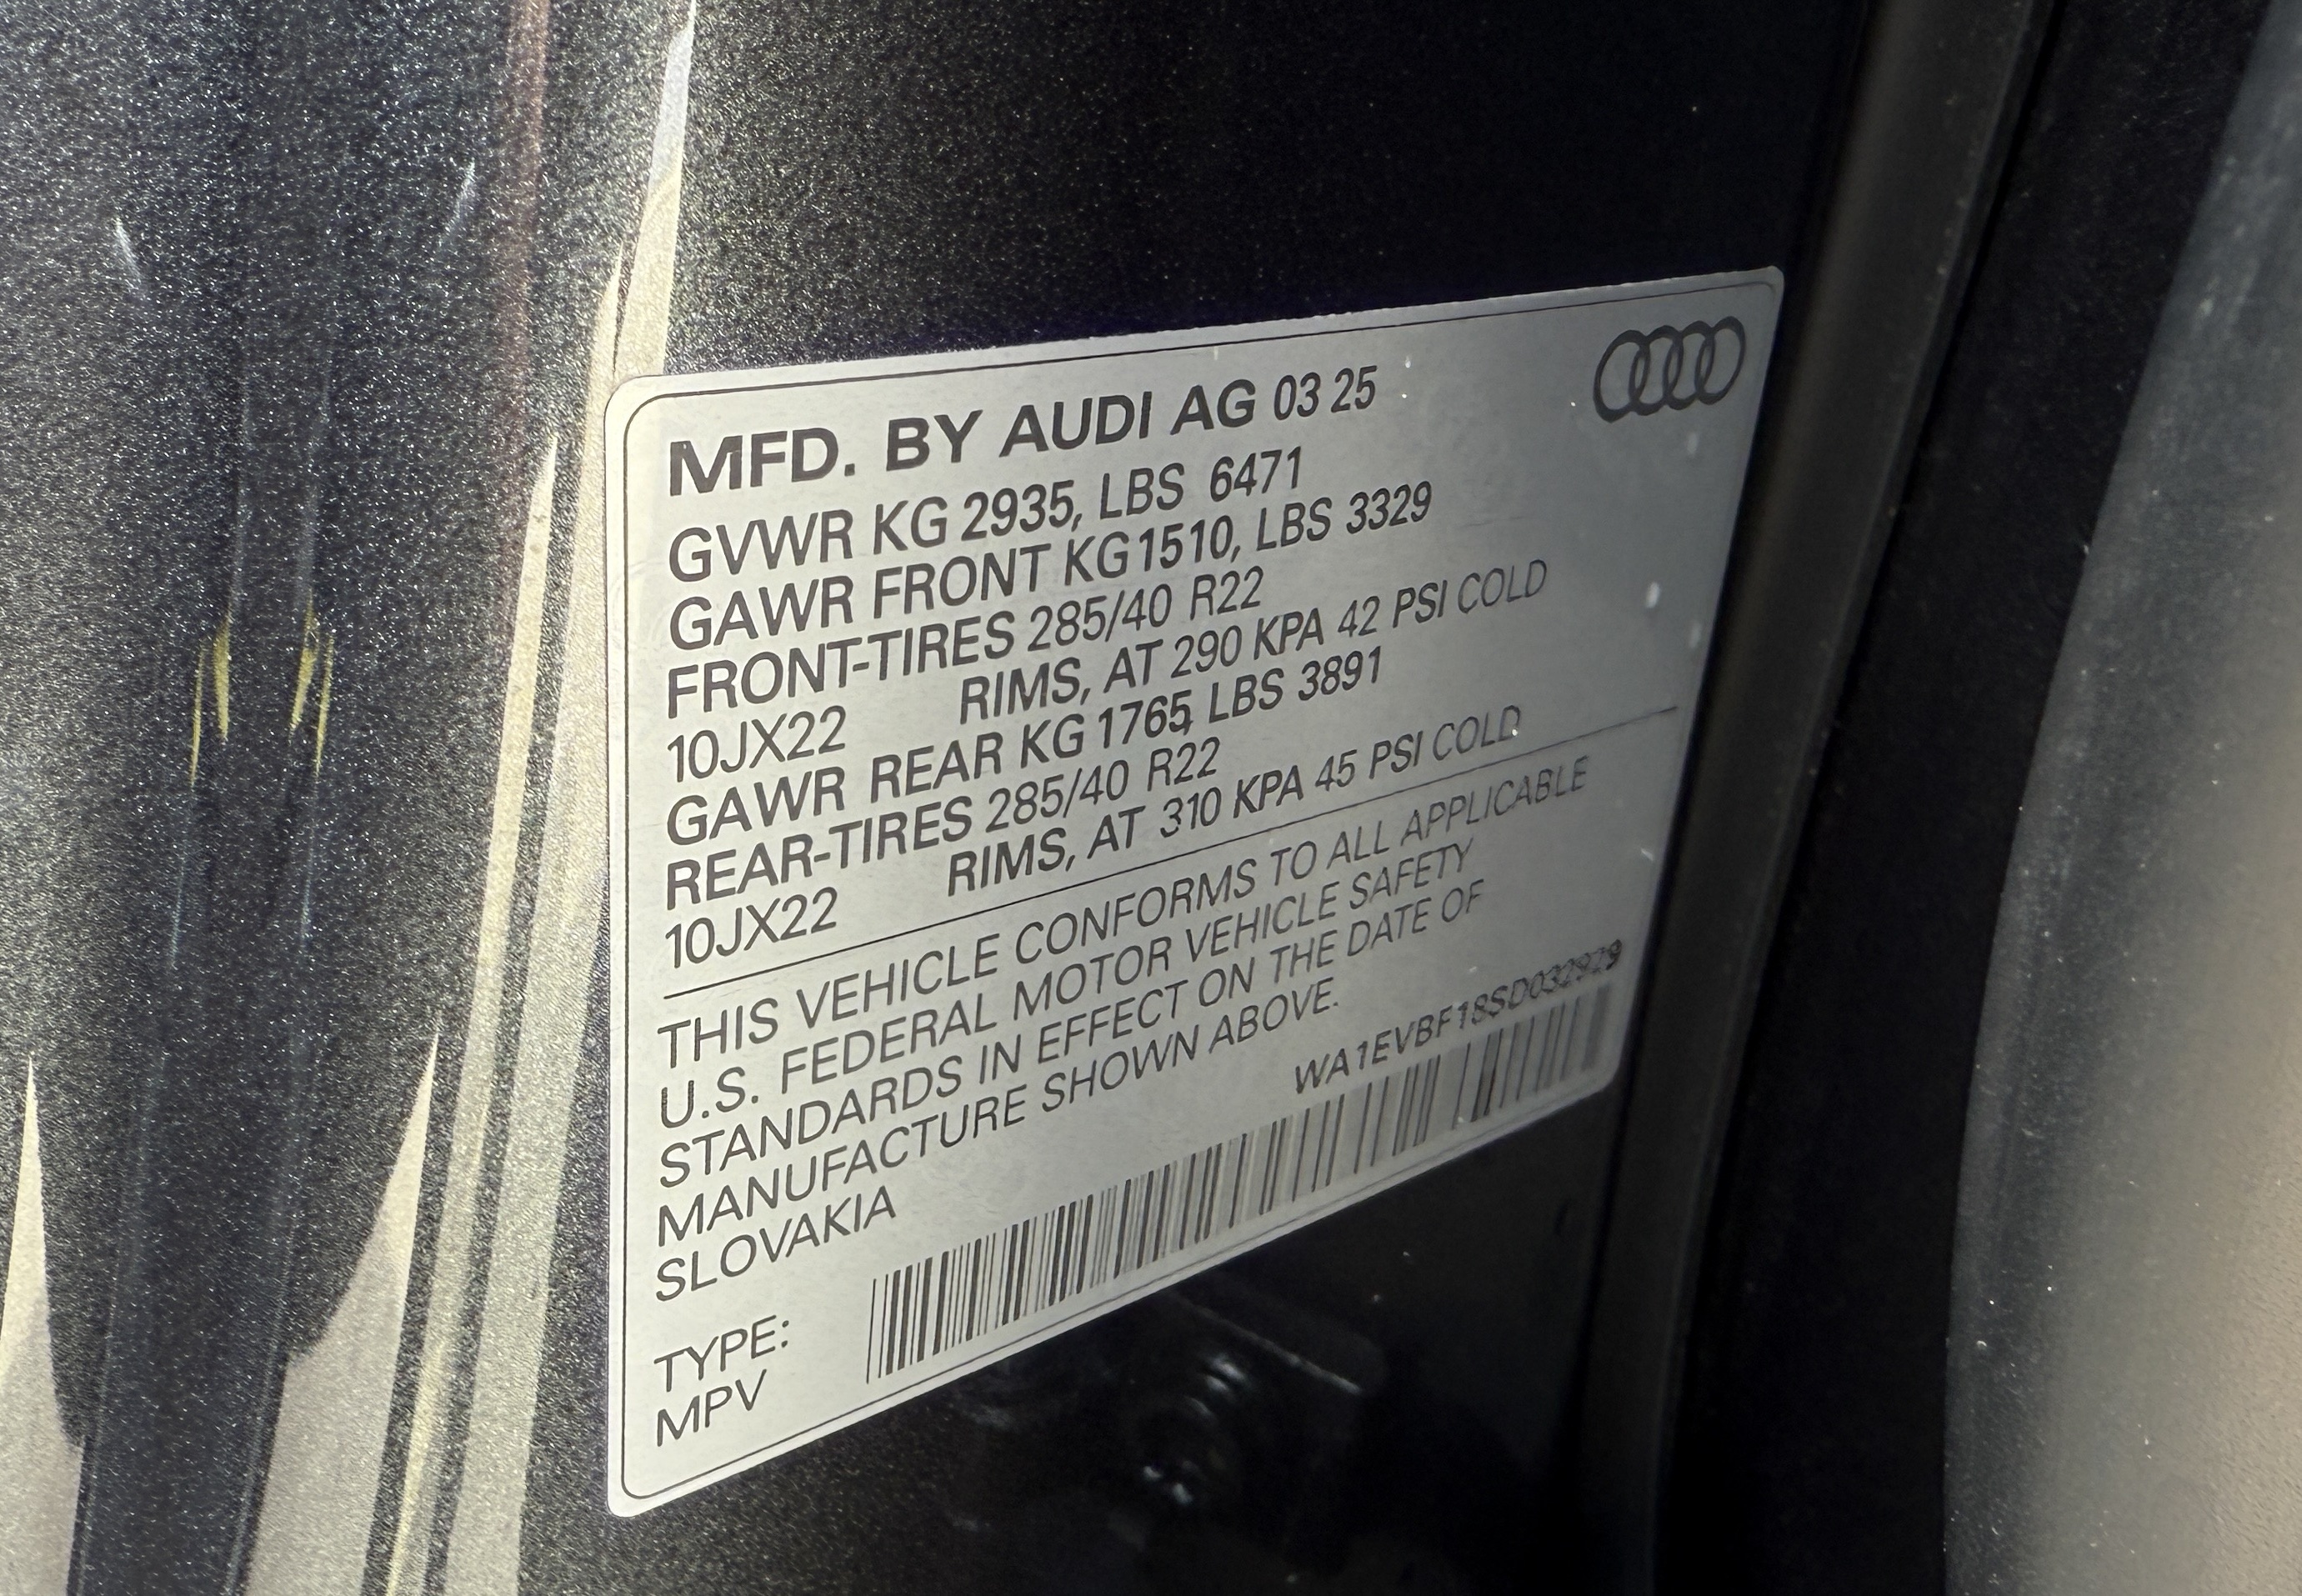 MFD. BY AUDI AG 03 25
GVWR KG 2935, LBS 6471
GAWR FRONT KG1510, LBS 3329
FRONT-TIRES 285/40 R22
10JX22 RIMS, AT 290 KPA 42 PSI COLD
GAWR REAR KG 1765, LBS 3891
REAR-TIRES 285/40 R22
10JX22 RIMS, AT 310 KPA 45 PSI COLD
THIS VEHICLE CONFORMS TO ALL APPLICABLE
U.S. FEDERAL MOTOR VEHICLE SAFETY
STANDARDS IN EFFECT ON THE DATE OF
MANUFACTURE SHOWN ABOVE.
SLOVAKIA
WA1EVBF18SD032929
TYPE:
MPV